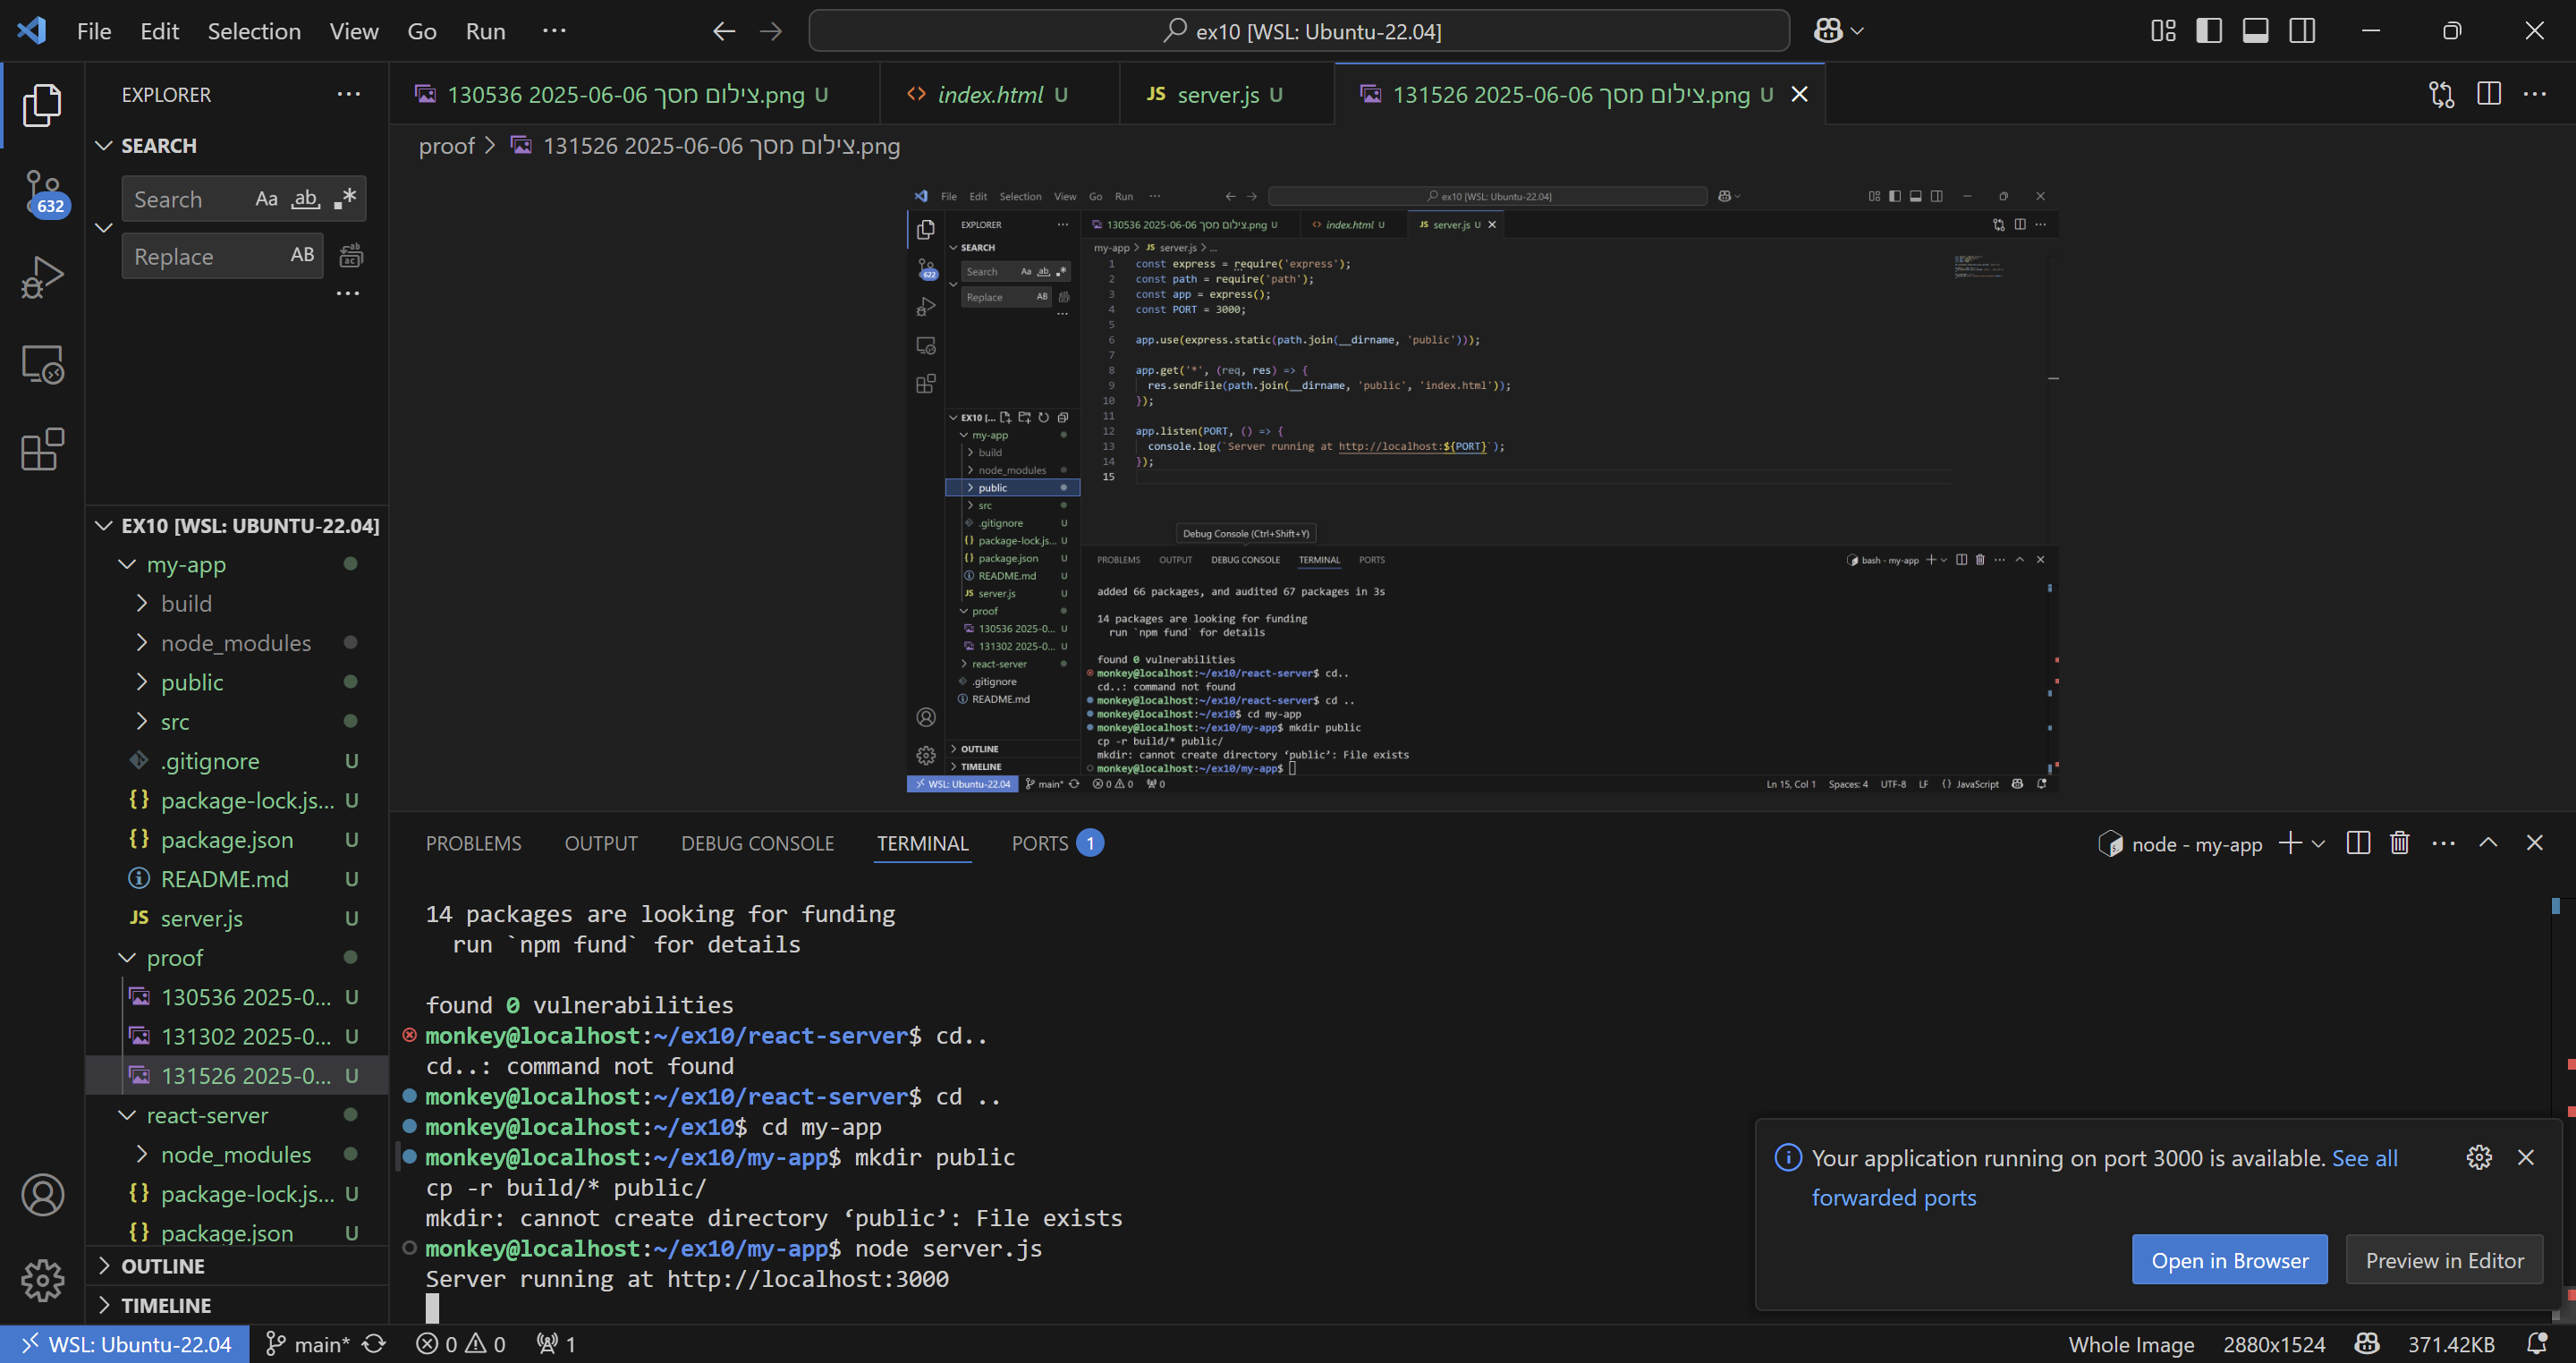 File Edit Selection View Go Run ··· ex10 [WSL: Ubuntu-22.04]
EXPLORER
SEARCH
Search Aa ab .*
Replace AB
632
EX10 [WSL: UBUNTU-22.04]
my-app
build
node_modules
public
src
.gitignore U
{} package-lock.js... U
{} package.json U
README.md U
JS server.js U
proof
130536 2025-0... U
131302 2025-0... U
131526 2025-0... U
react-server
node_modules
{} package-lock.js... U
{} package.json U
OUTLINE
TIMELINE
130536 2025-06-06 צילום מסך.png U
<> index.html U
JS server.js U
131526 2025-06-06 צילום מסך.png U
proof > 131526 2025-06-06 צילום מסך.png
File Edit Selection View Go Run ··· ex10 [WSL: Ubuntu-22.04]
EXPLORER
SEARCH
Search Aa ab .*
Replace AB
622
EX10 [...
my-app
build
node_modules
public
src
.gitignore U
{} package-lock.js... U
{} package.json U
README.md U
JS server.js U
proof
130536 2025-0... U
131302 2025-0... U
react-server
.gitignore
README.md
OUTLINE
TIMELINE
130536 2025-06-06 צילום מסך.png U
<> index.html U
JS server.js U
my-app > JS server.js > ...
1 const express = require('express');
2 const path = require('path');
3 const app = express();
4 const PORT = 3000;
5
6 app.use(express.static(path.join(__dirname, 'public')));
7
8 app.get('*', (req, res) => {
9 res.sendFile(path.join(__dirname, 'public', 'index.html'));
10 });
11
12 app.listen(PORT, () => {
13 console.log(`Server running at http://localhost:${PORT}`);
14 });
15
Debug Console (Ctrl+Shift+Y)
PROBLEMS OUTPUT DEBUG CONSOLE TERMINAL PORTS bash - my-app
added 66 packages, and audited 67 packages in 3s
14 packages are looking for funding
run `npm fund` for details
found 0 vulnerabilities
monkey@localhost:~/ex10/react-server$ cd..
cd..: command not found
monkey@localhost:~/ex10/react-server$ cd ..
monkey@localhost:~/ex10$ cd my-app
monkey@localhost:~/ex10/my-app$ mkdir public
cp -r build/* public/
mkdir: cannot create directory ‘public’: File exists
monkey@localhost:~/ex10/my-app$
WSL: Ubuntu-22.04 main* 0 0 0 Ln 15, Col 1 Spaces: 4 UTF-8 LF {} JavaScript
PROBLEMS OUTPUT DEBUG CONSOLE TERMINAL PORTS 1 node - my-app
14 packages are looking for funding
run `npm fund` for details
found 0 vulnerabilities
monkey@localhost:~/ex10/react-server$ cd..
cd..: command not found
monkey@localhost:~/ex10/react-server$ cd ..
monkey@localhost:~/ex10$ cd my-app
monkey@localhost:~/ex10/my-app$ mkdir public
cp -r build/* public/
mkdir: cannot create directory ‘public’: File exists
monkey@localhost:~/ex10/my-app$ node server.js
Server running at http://localhost:3000
Your application running on port 3000 is available. See all
forwarded ports
Open in Browser Preview in Editor
WSL: Ubuntu-22.04 main* 0 0 1 Whole Image 2880x1524 371.42KB